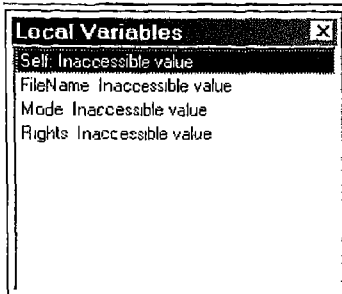 Local Variables
Self: Inaccessible value
FileName Inaccessible value
Mode Inaccessible value
Rights Inaccessible value